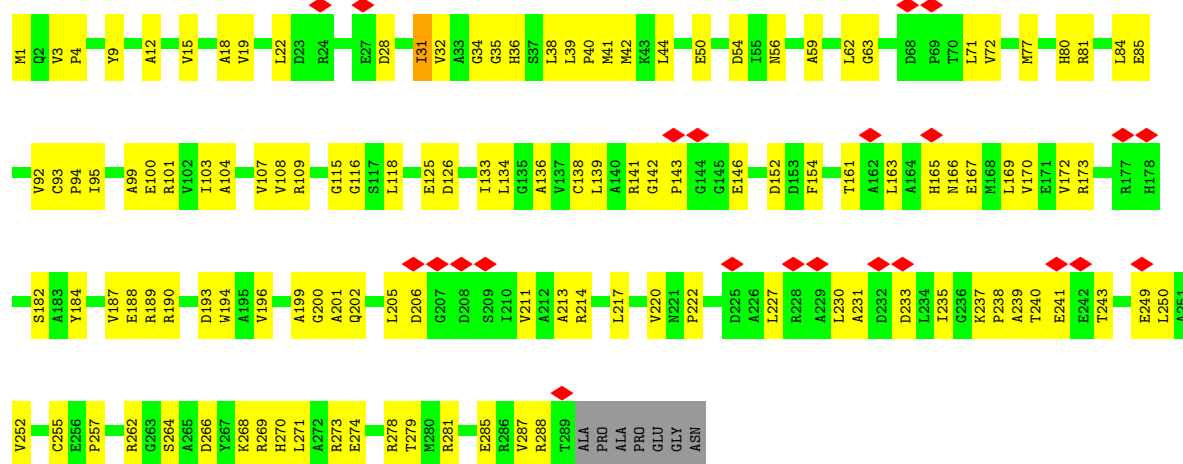 M1 Q2 V3 P4 Y9 A12 V15 A18 V19 L22 D23 R24 E27 D28 I31 V32 A33 G34 G35 H36 S37 L38 L39 P40 M41 M42 K43 L44 E50 D54 I55 N56 A59 L62 G63 D68 P69 T70 L71 V72 M77 H80 R81 L84 E85
V92 C93 P94 I95 A99 E100 R101 V102 I103 A104 V107 V108 R109 G115 G116 S117 L118 E125 D126 I133 L134 G135 A136 V137 C138 L139 A140 R141 G142 P143 G144 G145 E146 D152 D153 F154 T161 A162 L163 A164 H165 N166 E167 M168 L169 V170 E171 V172 R173 R177 H178
S182 A183 Y184 V187 E188 R189 R190 D193 W194 A195 V196 A199 G200 A201 Q202 L205 D206 G207 D208 S209 I210 V211 A212 A213 R214 L217 V220 N221 P222 D225 A226 L227 R228 A229 L230 A231 D232 D233 L234 I235 G236 K237 P238 A239 T240 E241 E242 T243 E249 L250 A251
V252 C255 E256 P257 R262 G263 S264 A265 D266 Y267 K268 R269 H270 L271 A272 R273 E274 R278 T279 M280 R281 E285 R286 V287 R288 T289 ALA PRO ALA PRO GLU GLY ASN